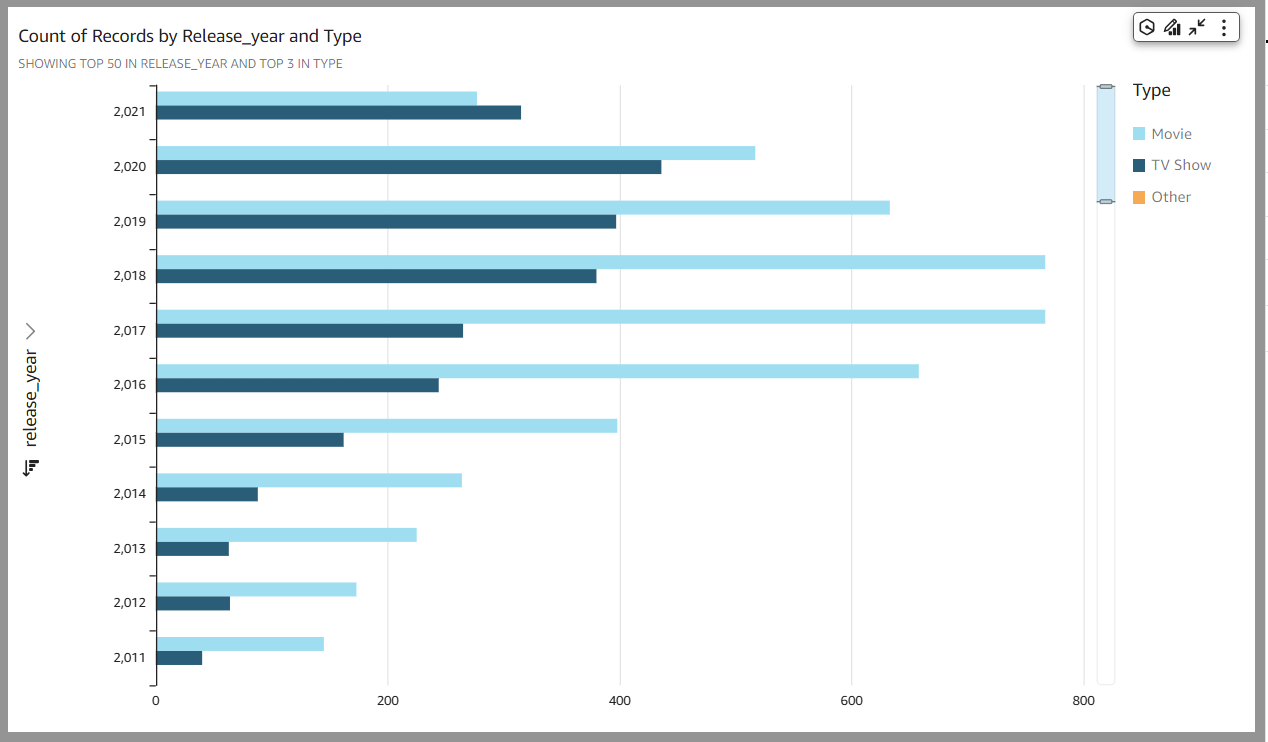 Count of Records by Release_year and Type
SHOWING TOP 50 IN RELEASE_YEAR AND TOP 3 IN TYPE
release_year
2,021
2,020
2,019
2,018
2,017
2,016
2,015
2,014
2,013
2,012
2,011
0 200 400 600 800
Type
Movie
TV Show
Other